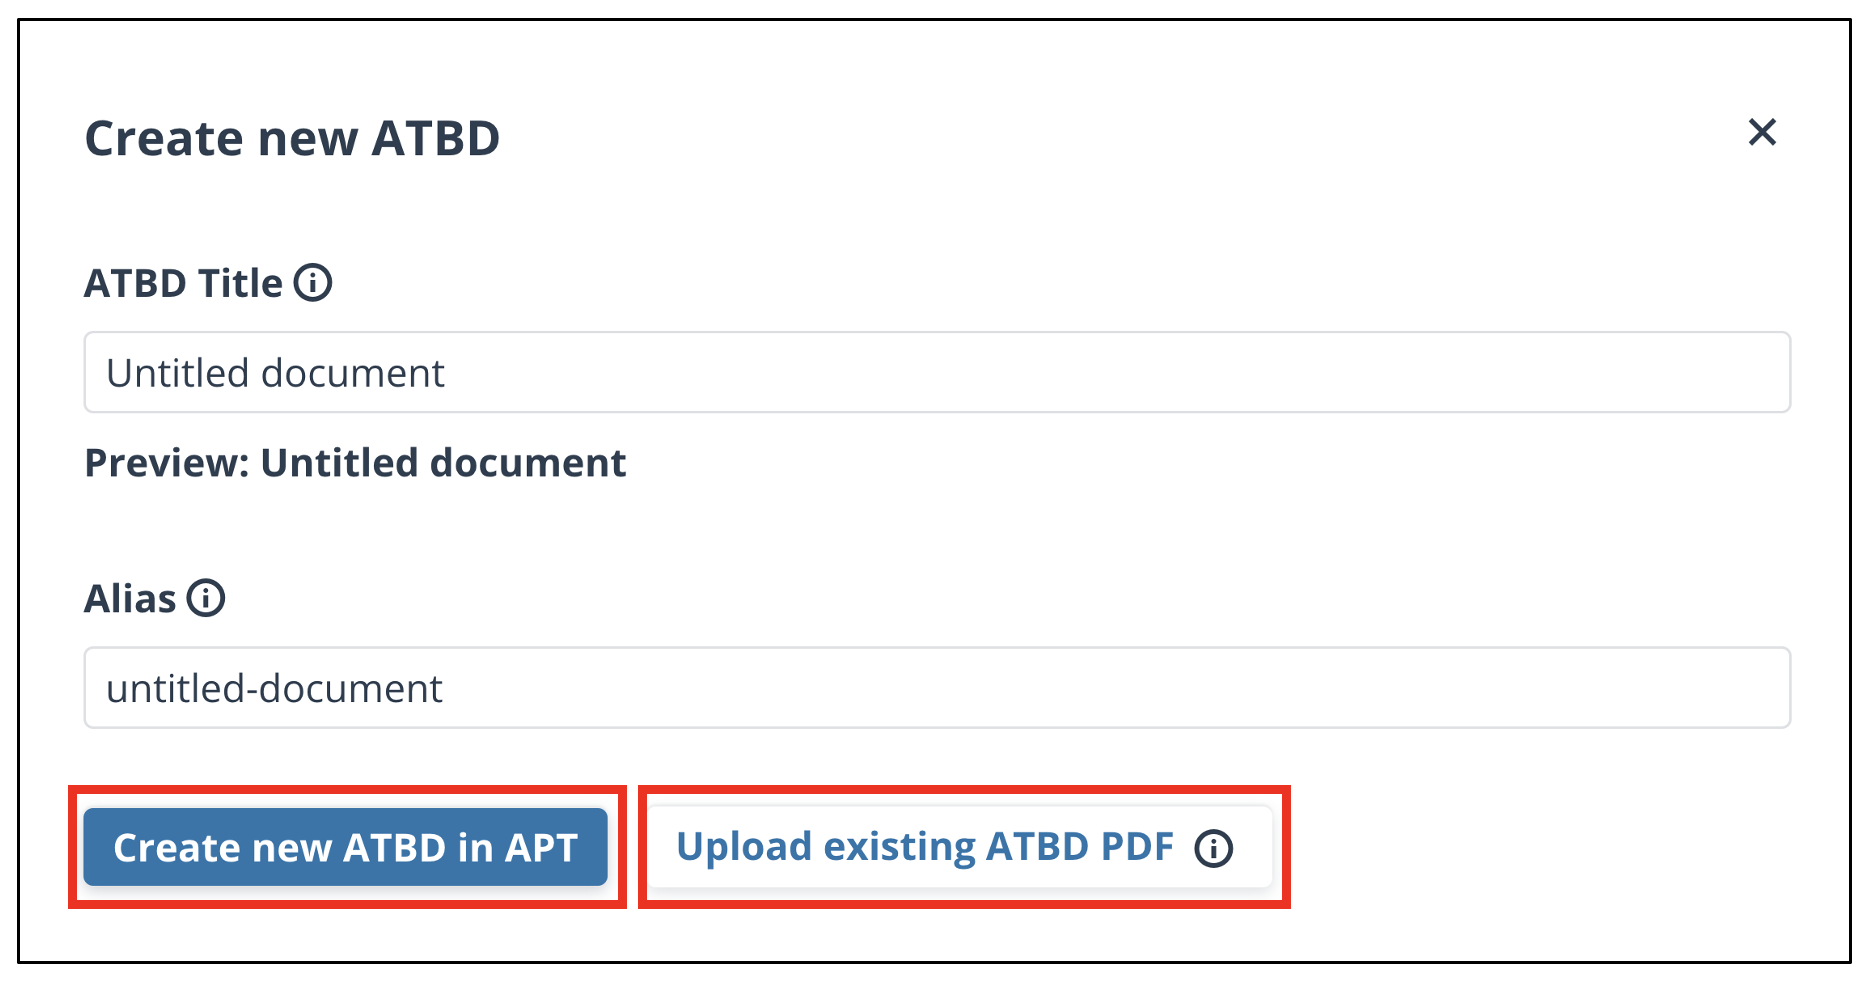 Create new ATBD
ATBD Title
Untitled document
Preview: Untitled document
Alias
untitled-document
Create new ATBD in APT
Upload existing ATBD PDF